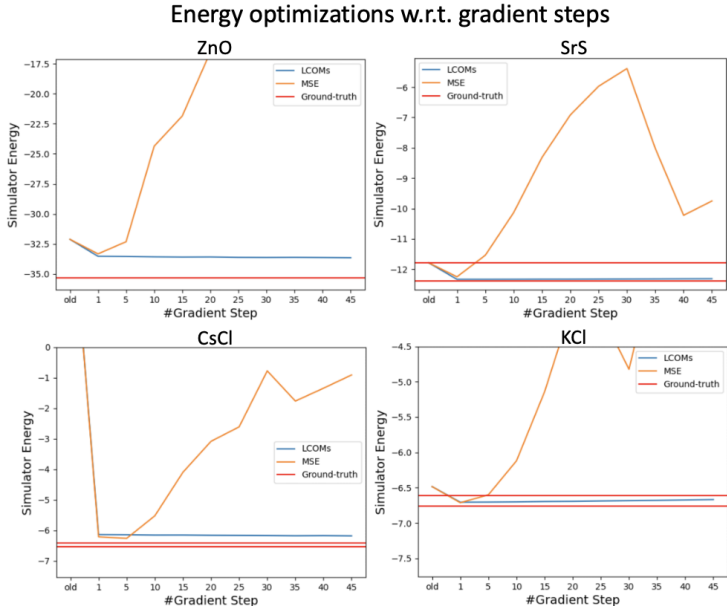 Energy optimizations w.r.t. gradient steps
ZnO
Simulator Energy
−17.5
−20.0
−22.5
−25.0
−27.5
−30.0
−32.5
−35.0
LCOMs
MSE
Ground-truth
old 1 5 10 15 20 25 30 35 40 45
#Gradient Step
SrS
Simulator Energy
−6
−7
−8
−9
−10
−11
−12
LCOMs
MSE
Ground-truth
old 1 5 10 15 20 25 30 35 40 45
#Gradient Step
CsCl
Simulator Energy
0
−1
−2
−3
−4
−5
−6
−7
LCOMs
MSE
Ground-truth
old 1 5 10 15 20 25 30 35 40 45
#Gradient Step
KCl
Simulator Energy
−4.5
−5.0
−5.5
−6.0
−6.5
−7.0
−7.5
LCOMs
MSE
Ground-truth
old 1 5 10 15 20 25 30 35 40 45
#Gradient Step